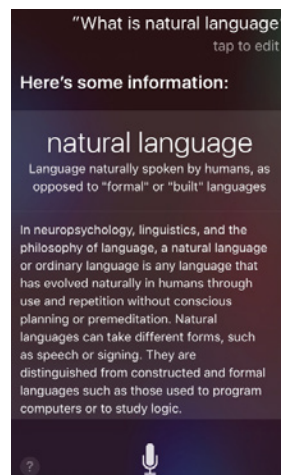 "What is natural language"
tap to edit
Here's some information:
natural language
Language naturally spoken by humans, as
opposed to "formal" or "built" languages
In neuropsychology, linguistics, and the
philosophy of language, a natural language
or ordinary language is any language that
has evolved naturally in humans through
use and repetition without conscious
planning or premeditation. Natural
languages can take different forms, such
as speech or signing. They are
distinguished from constructed and formal
languages such as those used to program
computers or to study logic.
?